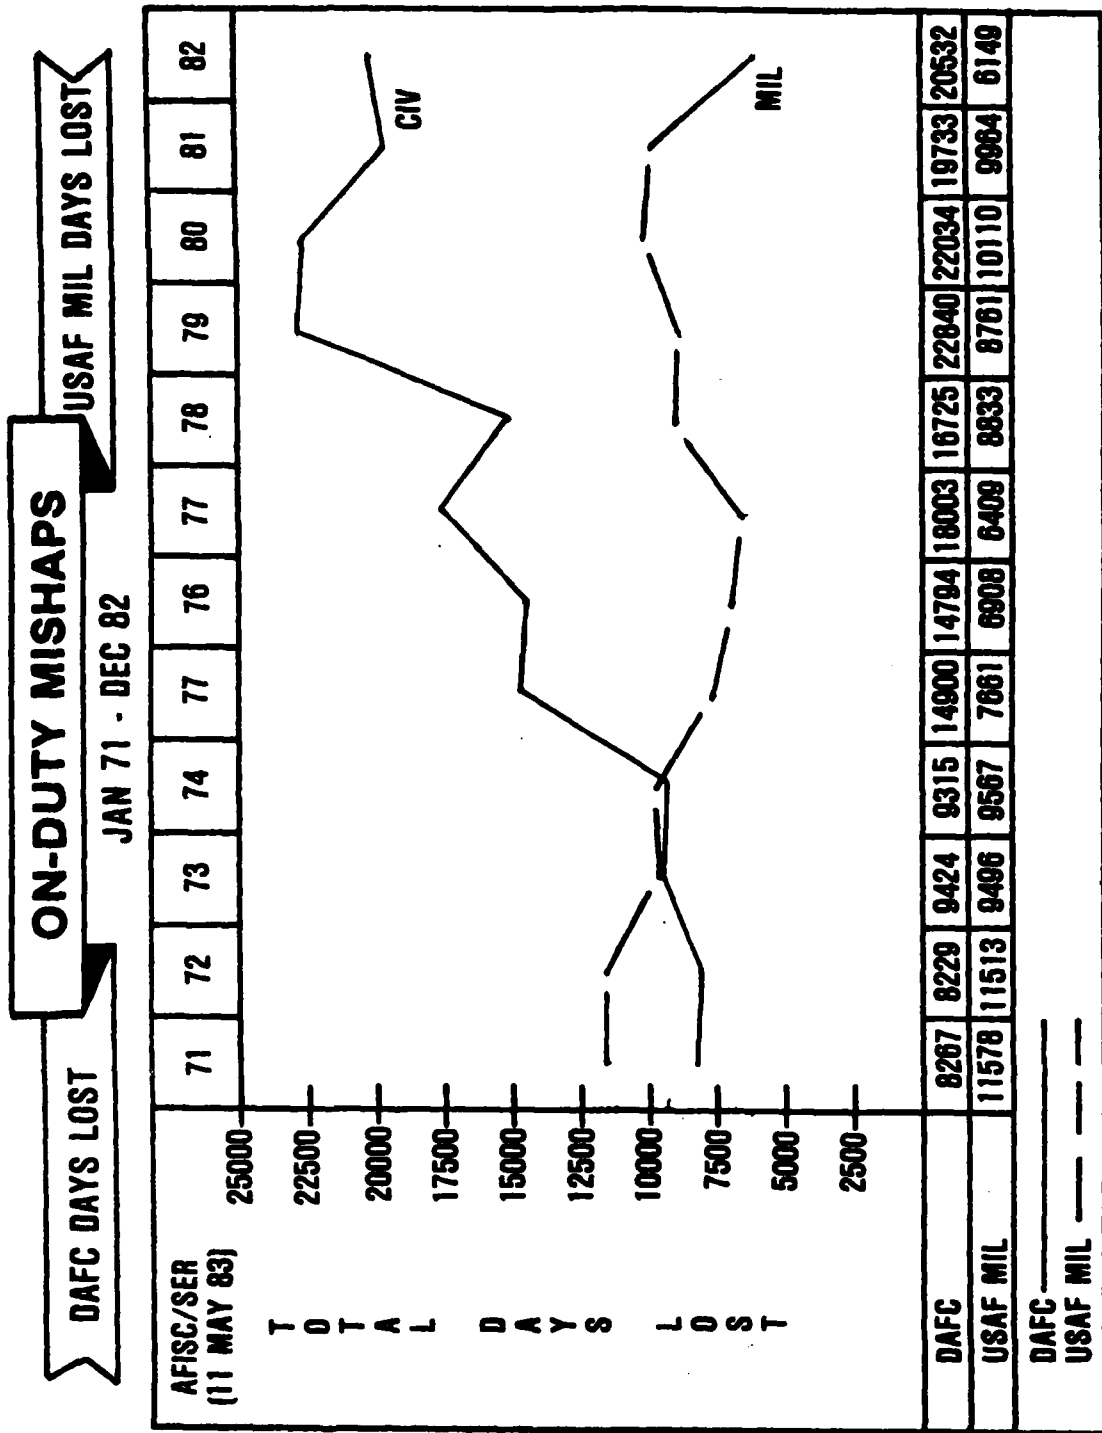 ON-DUTY MISHAPS
DAFC DAYS LOST
USAF MIL DAYS LOST
JAN 71 - DEC 82
AFISC/SER
(11 MAY 83)
71 72 73 74 77 76 77 78 79 80 81 82
TOTAL DAYS LOST
25000
22500
20000
17500
15000
12500
10000
7500
5000
2500
CIV
MIL
DAFC 8267 8229 9424 9315 14900 14794 18003 16725 22840 22034 19733 20532
USAF MIL 11578 11513 9496 9567 7661 6908 6409 8833 8761 10110 9964 6149
DAFC
USAF MIL